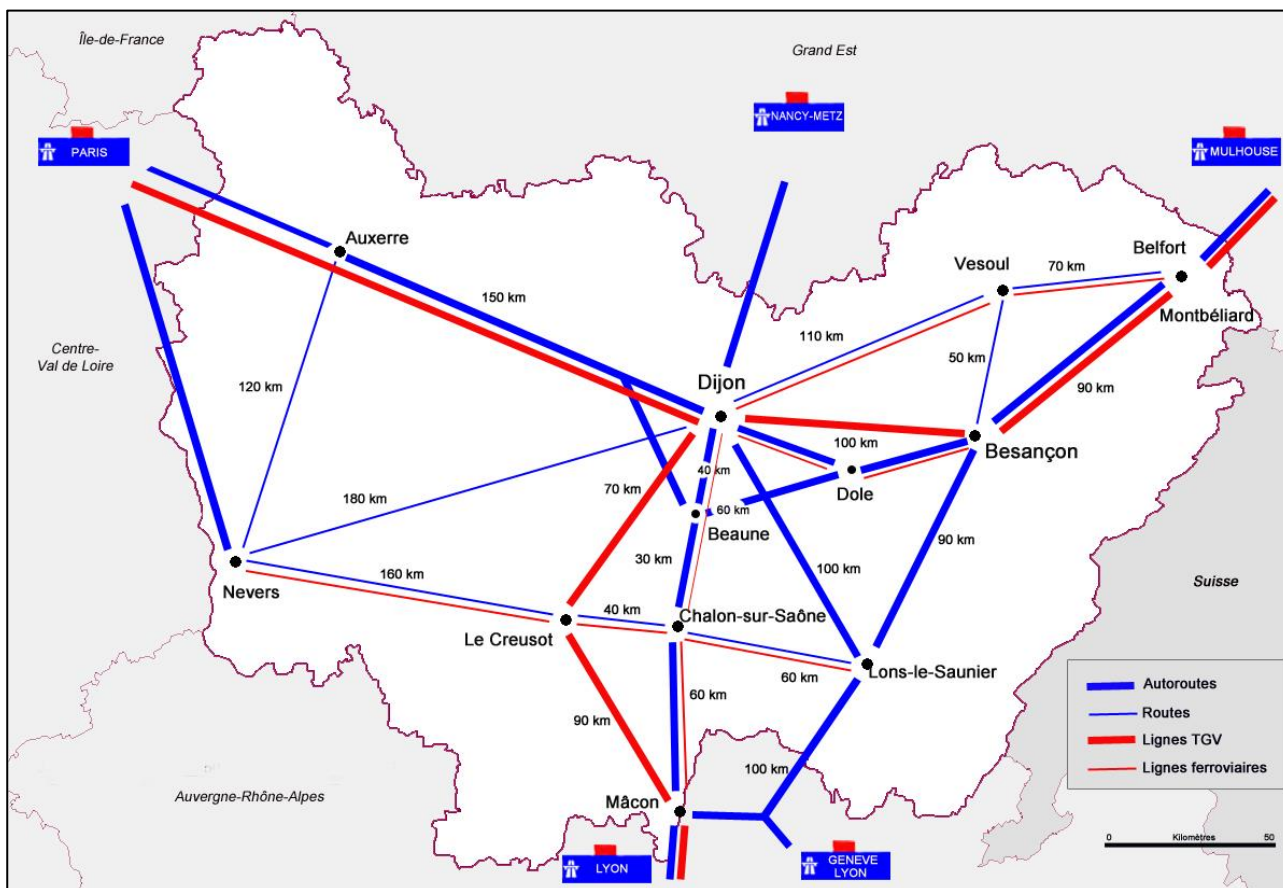 Île-de-France
Grand Est
NANCY-METZ
PARIS
MULHOUSE
Auxerre
Belfort
Vesoul
70 km
150 km
Montbéliard
110 km
Centre-
Val de Loire
50 km
120 km
Dijon
90 km
100 km
Besançon
40 km
70 km
Dole
180 km
60 km
Beaune
90 km
30 km
100 km
160 km
Suisse
Nevers
40 km
Chalon-sur-Saône
Le Creusot
60 km
Lons-le-Saunier
60 km
90 km
100 km
Autoroutes
Routes
Lignes TGV
Lignes ferroviaires
Auvergne-Rhône-Alpes
Mâcon
0 Kilomètres 50
LYON
GENEVE
LYON